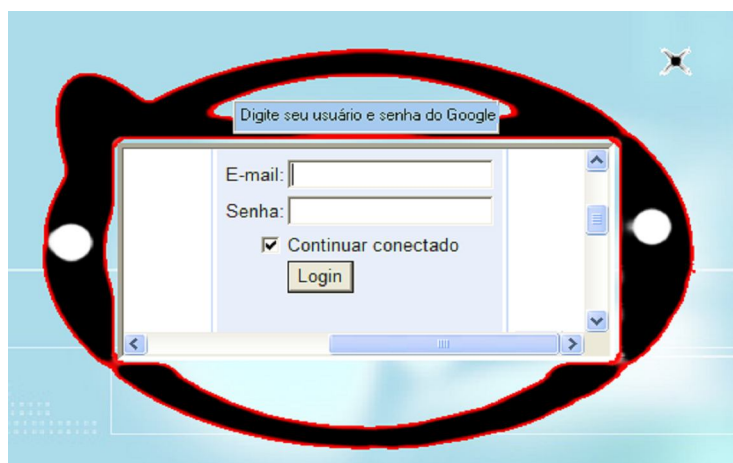 Digite seu usuário e senha do Google
E-mail:
Senha:
Continuar conectado
Login